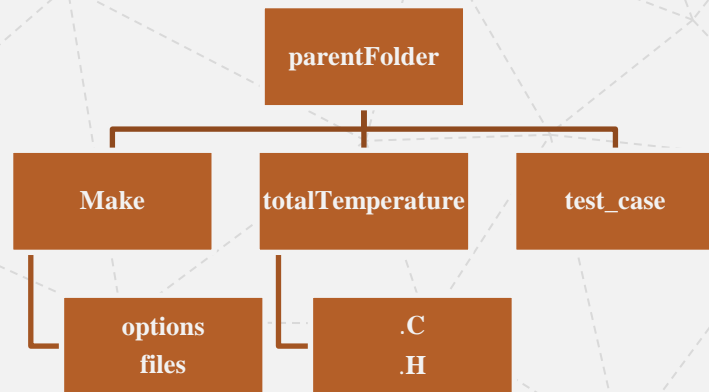 parentFolder
Make
totalTemperature
test_case
options
files
.C
.H